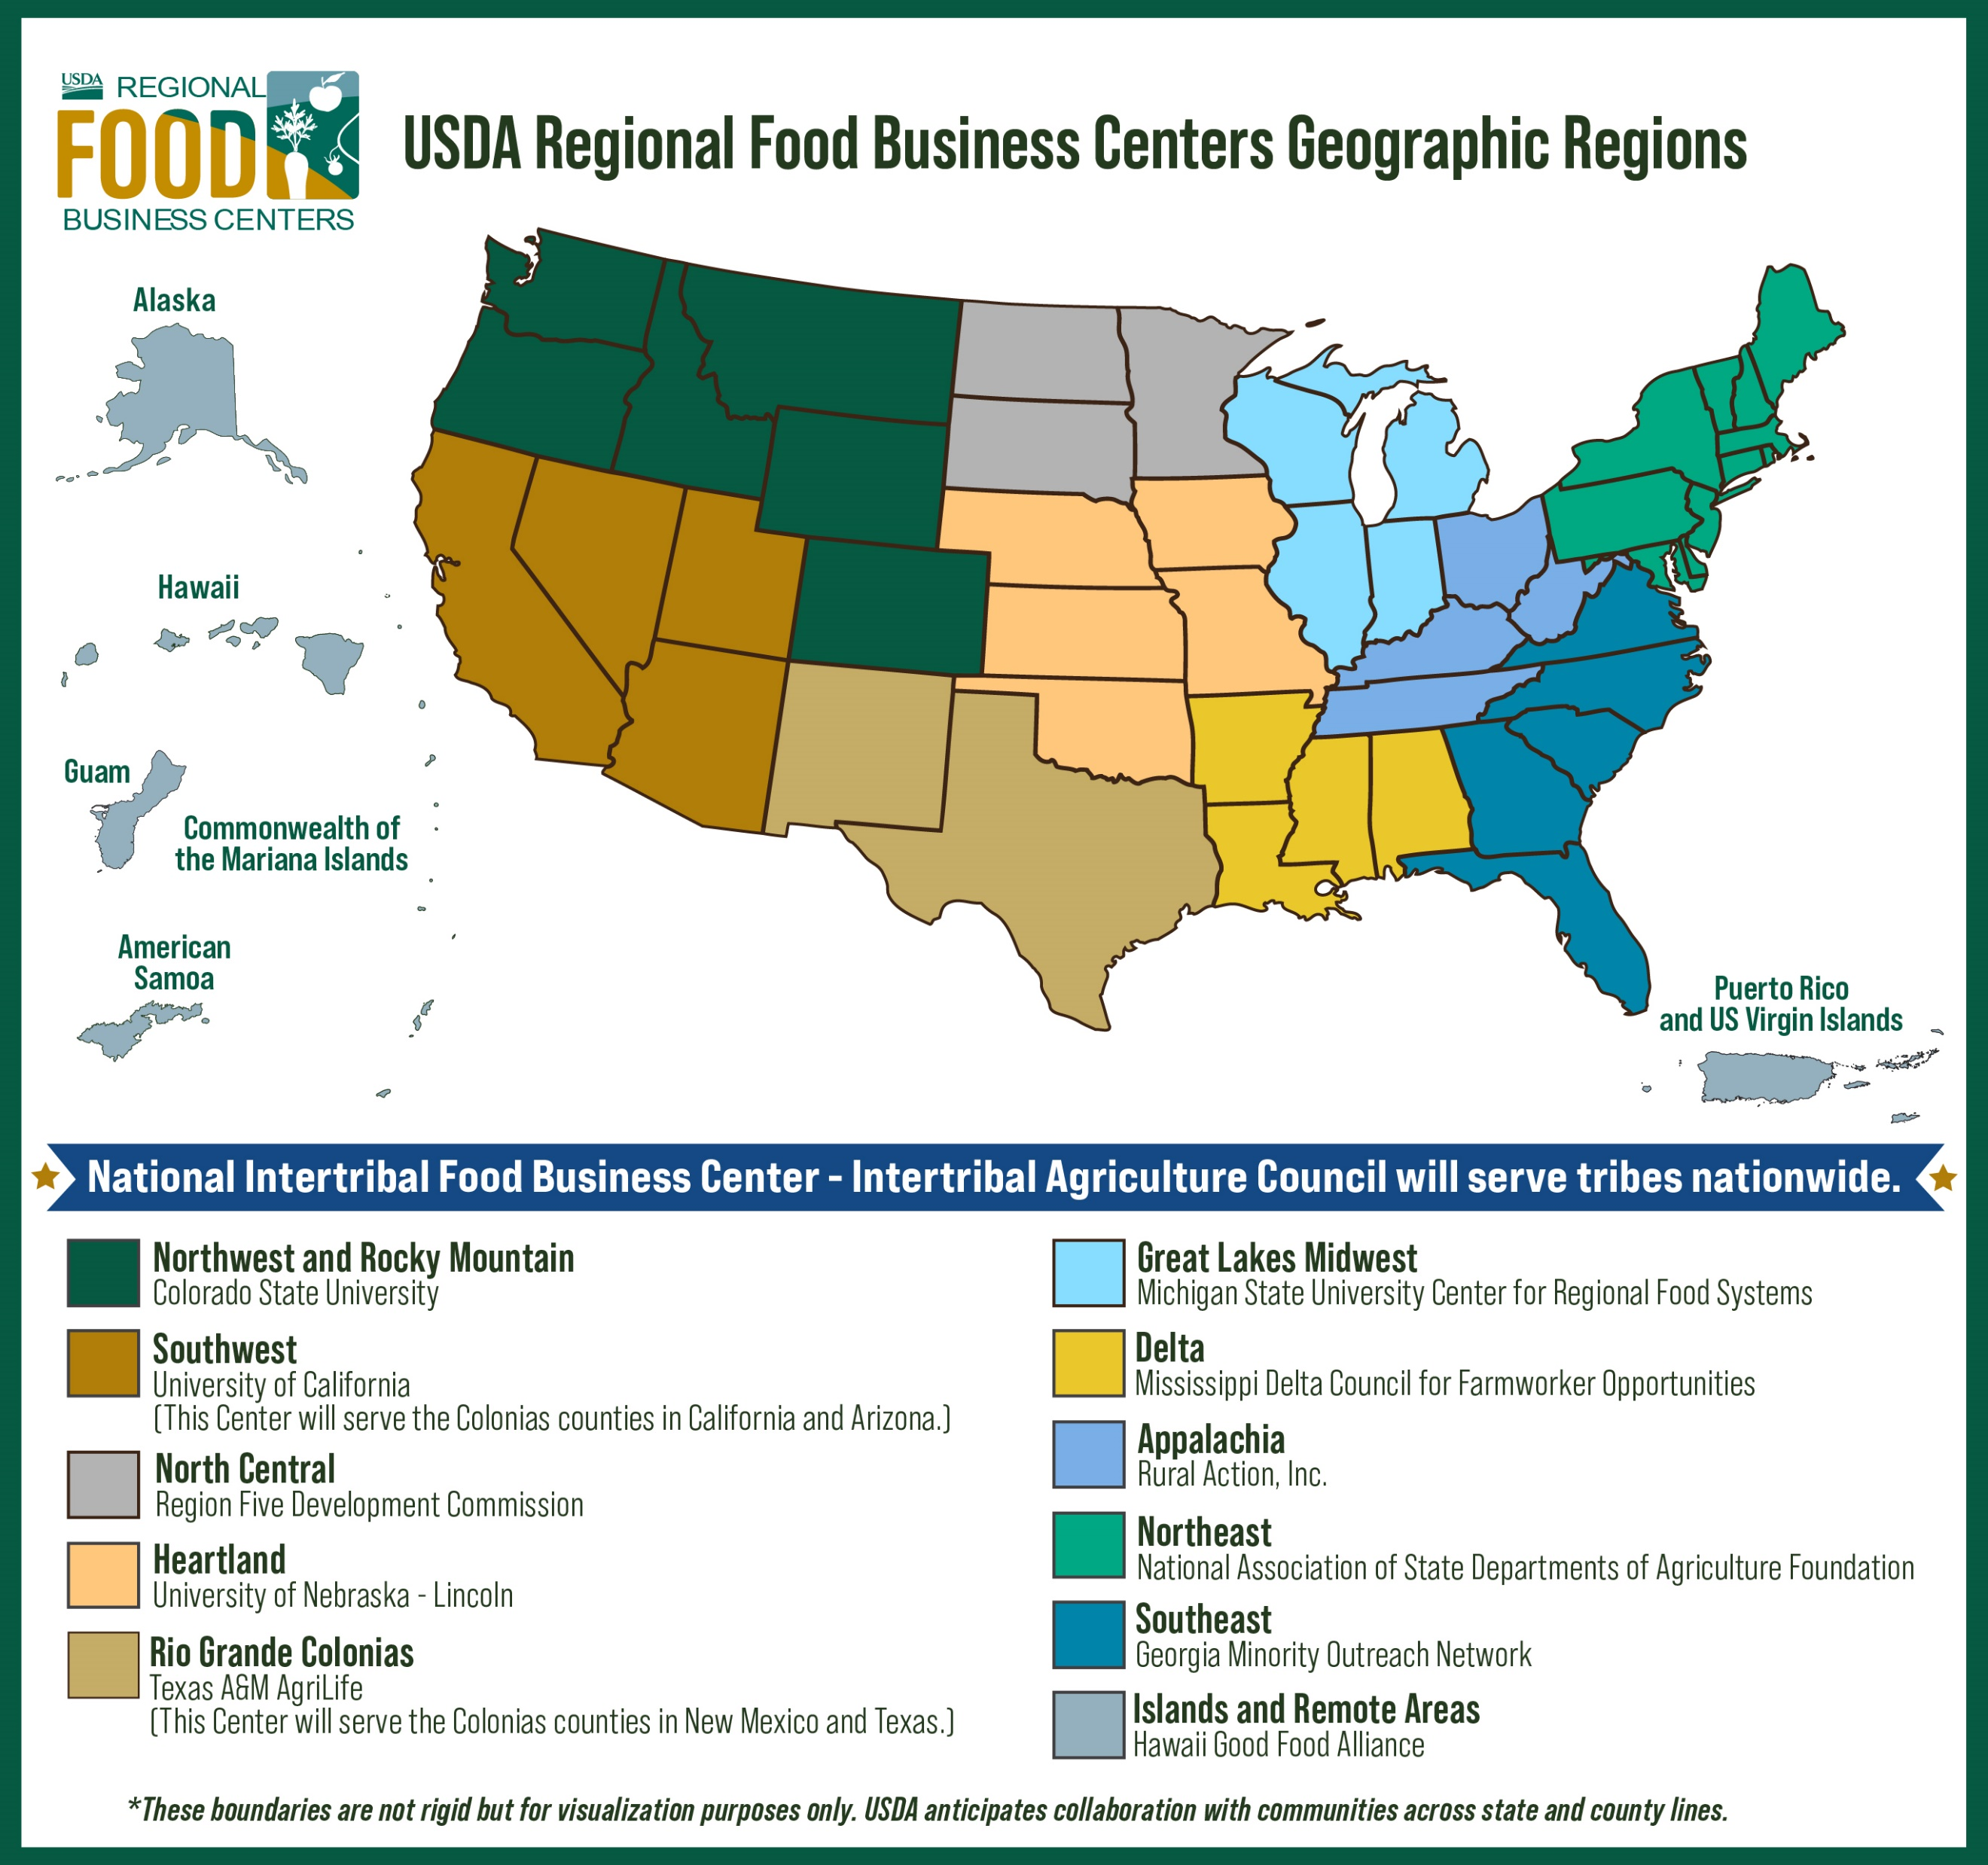 USDA
REGIONAL
FOOD
BUSINESS CENTERS
USDA Regional Food Business Centers Geographic Regions
Alaska
Hawaii
Guam
Commonwealth of
the Mariana Islands
American
Samoa
Puerto Rico
and US Virgin Islands
National Intertribal Food Business Center - Intertribal Agriculture Council will serve tribes nationwide.
Northwest and Rocky Mountain
Colorado State University
Southwest
University of California
(This Center will serve the Colonias counties in California and Arizona.)
North Central
Region Five Development Commission
Heartland
University of Nebraska - Lincoln
Rio Grande Colonias
Texas A&M AgriLife
(This Center will serve the Colonias counties in New Mexico and Texas.)
Great Lakes Midwest
Michigan State University Center for Regional Food Systems
Delta
Mississippi Delta Council for Farmworker Opportunities
Appalachia
Rural Action, Inc.
Northeast
National Association of State Departments of Agriculture Foundation
Southeast
Georgia Minority Outreach Network
Islands and Remote Areas
Hawaii Good Food Alliance
*These boundaries are not rigid but for visualization purposes only. USDA anticipates collaboration with communities across state and county lines.